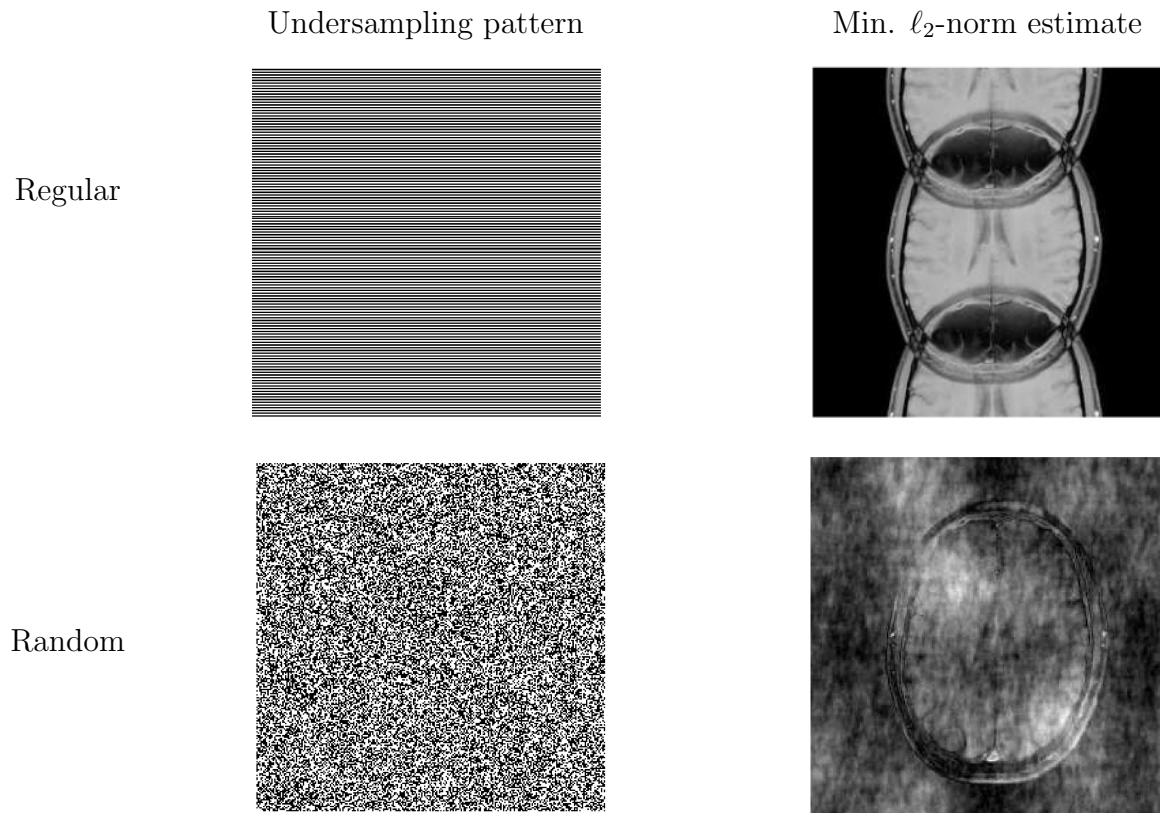 Undersampling pattern
Min. ℓ₂-norm estimate
Regular
Random